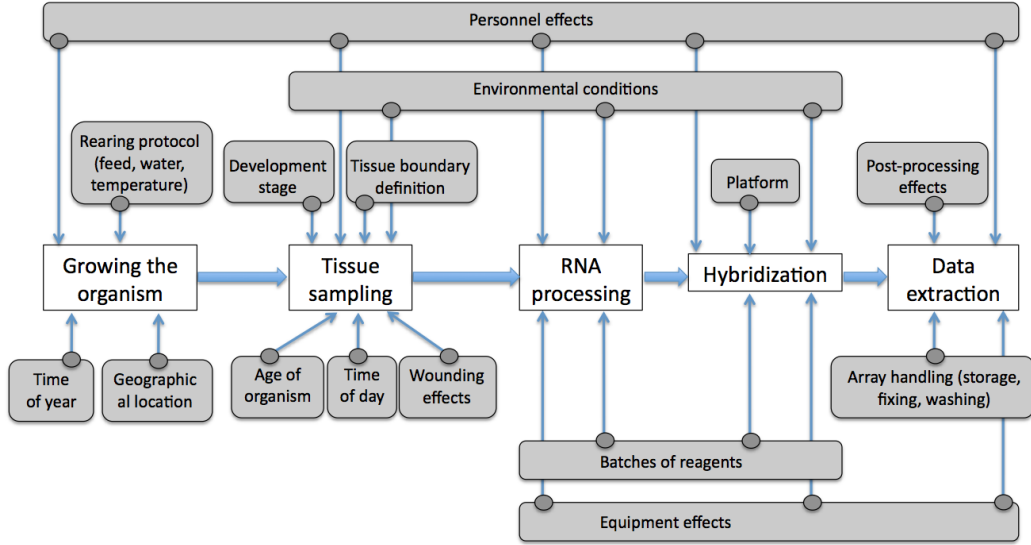 Personnel effects
Environmental conditions
Rearing protocol
(feed, water,
temperature)
Development
stage
Tissue boundary
definition
Platform
Post-processing
effects
Growing the
organism
Tissue
sampling
RNA
processing
Hybridization
Data
extraction
Time
of year
Geographic
al location
Age of
organism
Time
of day
Wounding
effects
Array handling (storage,
fixing, washing)
Batches of reagents
Equipment effects